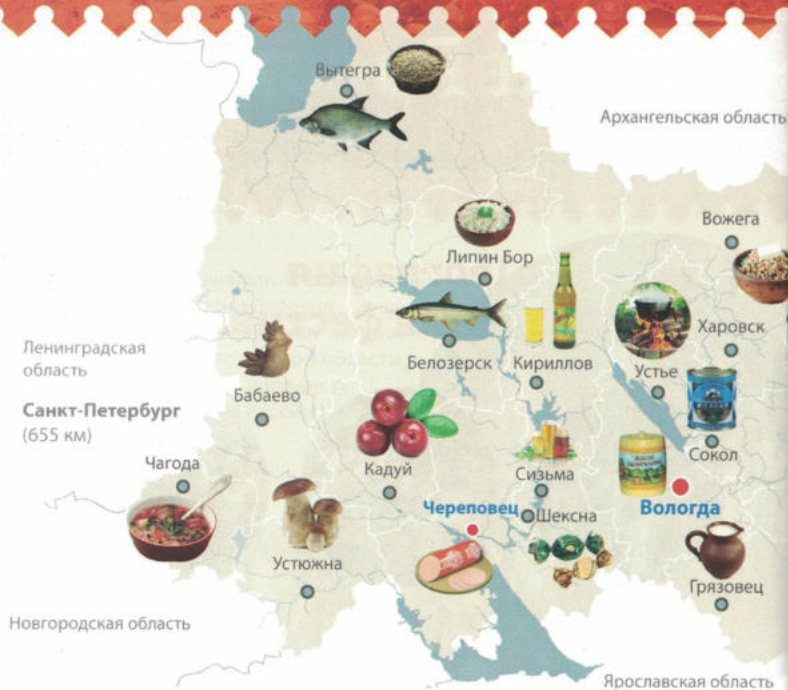 Вытегра
Архангельская область
Вожега
Липин Бор
Харовск
Ленинградская
область
Белозерск
Кириллов
Устье
Бабаево
Санкт-Петербург
(655 км)
Сокол
Чагода
Кадуй
Сизьма
Череповец
Шексна
Вологда
Устюжна
Грязовец
Новгородская область
Ярославская область